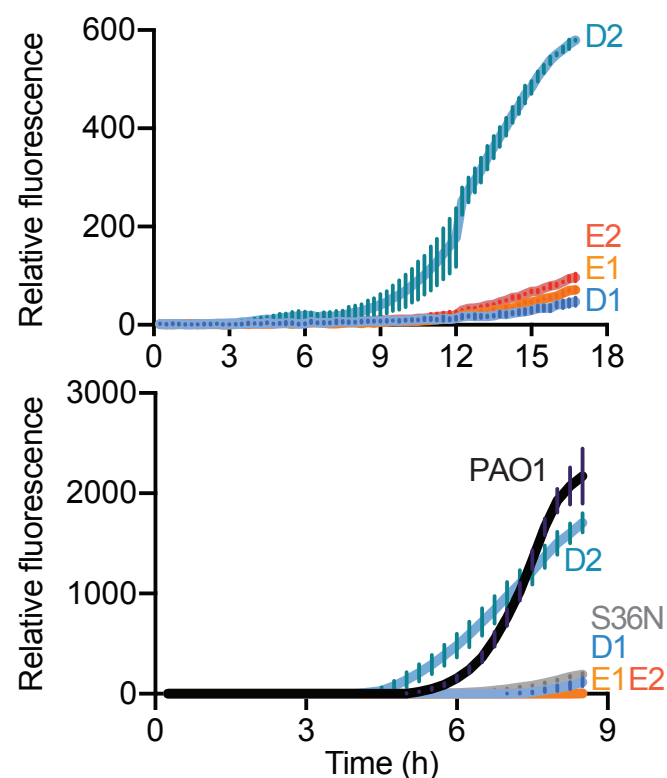 Relative fluorescence
600
400
200
0
D2
E2
E1
D1
0 3 6 9 12 15 18
Relative fluorescence
3000
2000
1000
0
PAO1
D2
S36N
D1
E1E2
0 3 6 9
Time (h)